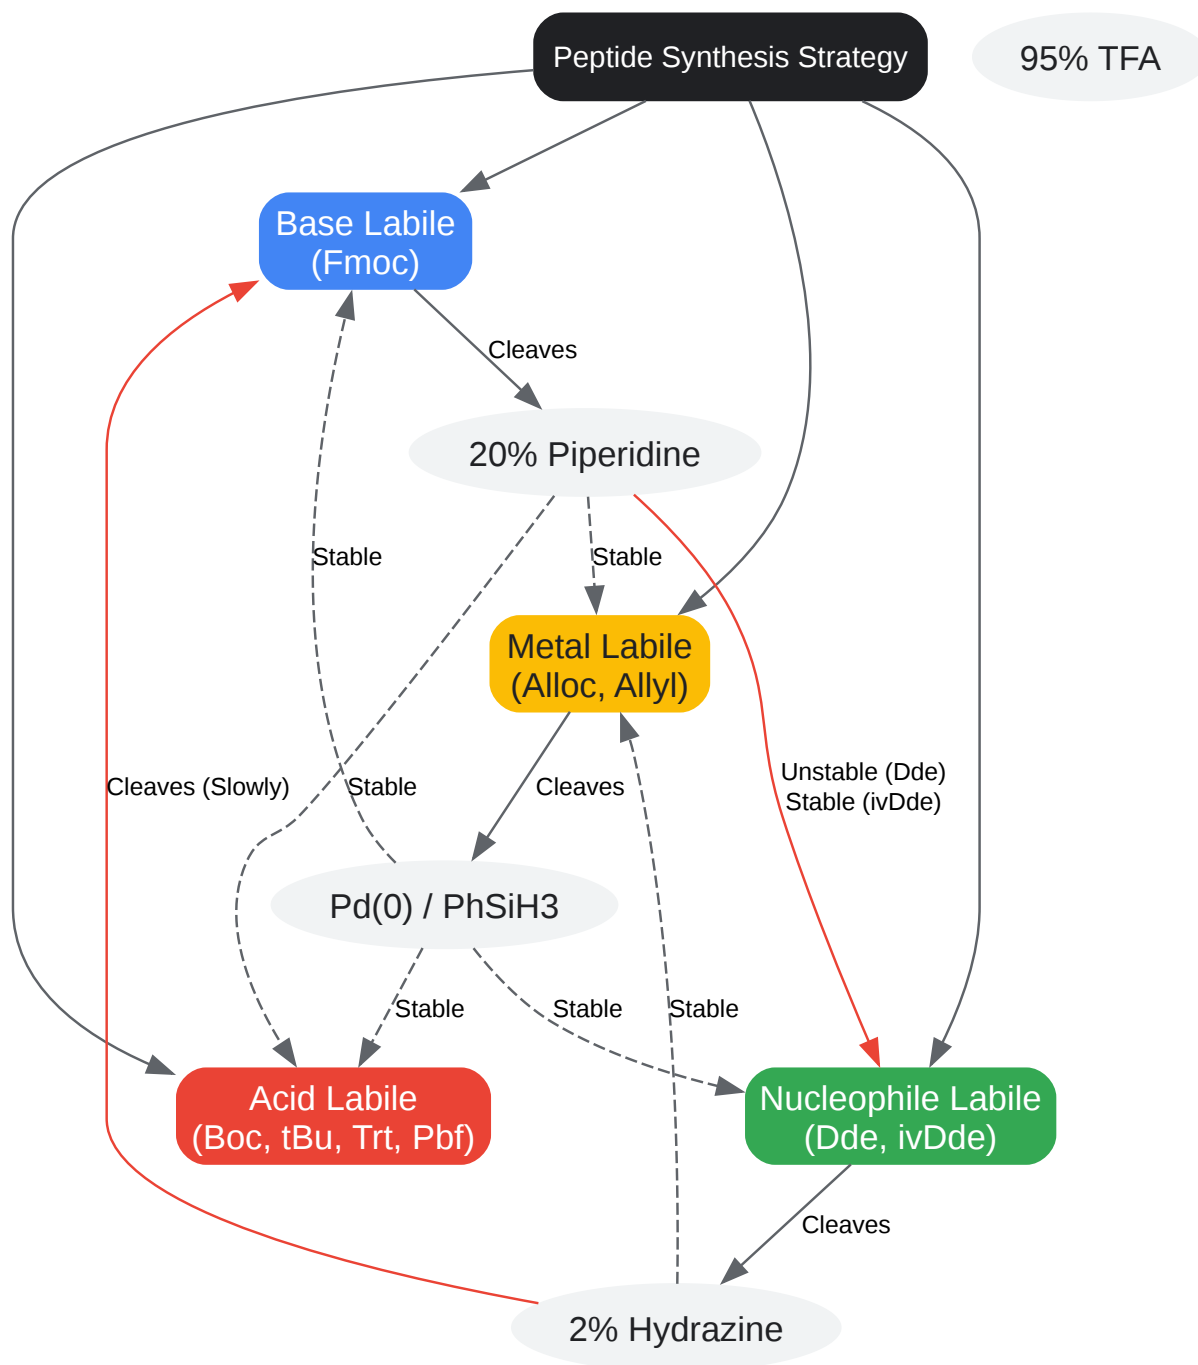 Peptide Synthesis Strategy
95% TFA
Base Labile
(Fmoc)
Cleaves
20% Piperidine
Stable
Stable
Metal Labile
(Alloc, Allyl)
Unstable (Dde)
Stable (ivDde)
Cleaves (Slowly)
Stable
Cleaves
Pd(0) / PhSiH3
Stable
Stable
Stable
Acid Labile
(Boc, tBu, Trt, Pbf)
Nucleophile Labile
(Dde, ivDde)
Cleaves
2% Hydrazine